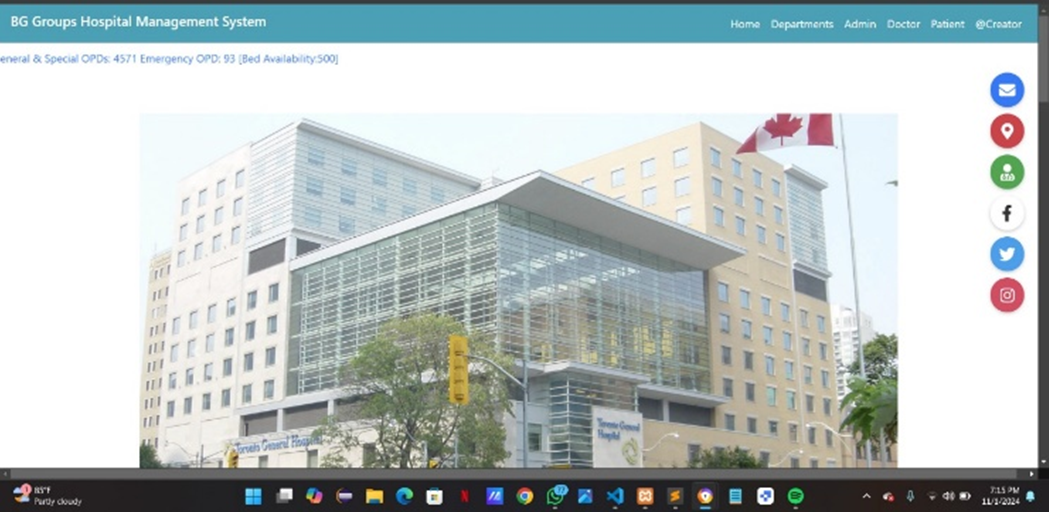 BG Groups Hospital Management System
Home Departments Admin Doctor Patient @Creator
eneral & Special OPDs: 4571 Emergency OPD: 93 [Bed Availability:500]
Toronto General Hospital
Toronto General
Hospital
85°F
Partly cloudy
7:15 PM
11/1/2024